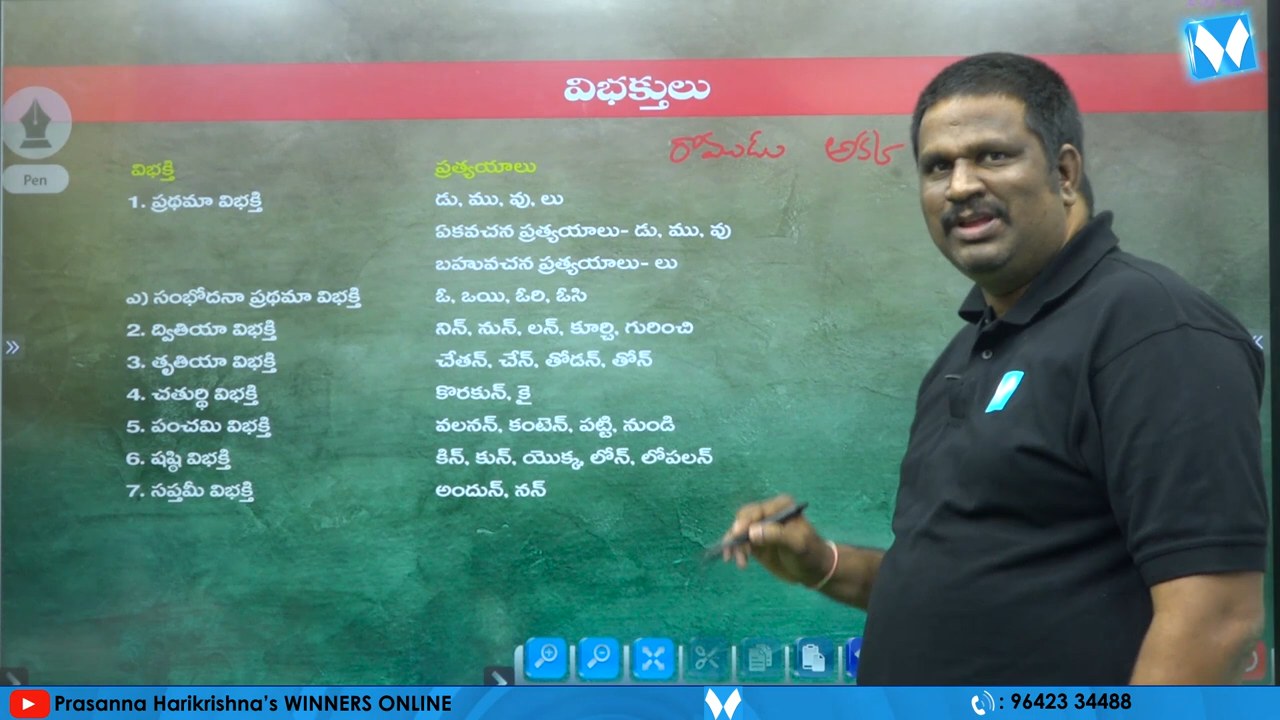 విభక్తులు
రాముడు
Pen
విభక్తి ప్రత్యయాలు
1. ప్రథమా విభక్తి డు, ము, వు, లు
ఏకవచన ప్రత్యయాలు- డు, ము, వు
బహువచన ప్రత్యయాలు- లు
ఎ) సంభోదనా ప్రథమా విభక్తి ఓ, ఒయి, ఓరి, ఓసి
2. ద్వితియా విభక్తి నిన్, నున్, లన్, కూర్చి, గురించి
3. తృతియా విభక్తి చేతన్, చేన్, తోడన్, తోన్
4. చతుర్థి విభక్తి కొరకున్, కై
5. పంచమి విభక్తి వలనన్, కంటెన్, పట్టి, నుండి
6. షష్ఠి విభక్తి కిన్, కున్, యొక్క, లోన్, లోపలన్
7. సప్తమీ విభక్తి అందున్, నన్
Prasanna Harikrishna's WINNERS ONLINE : 96423 34488